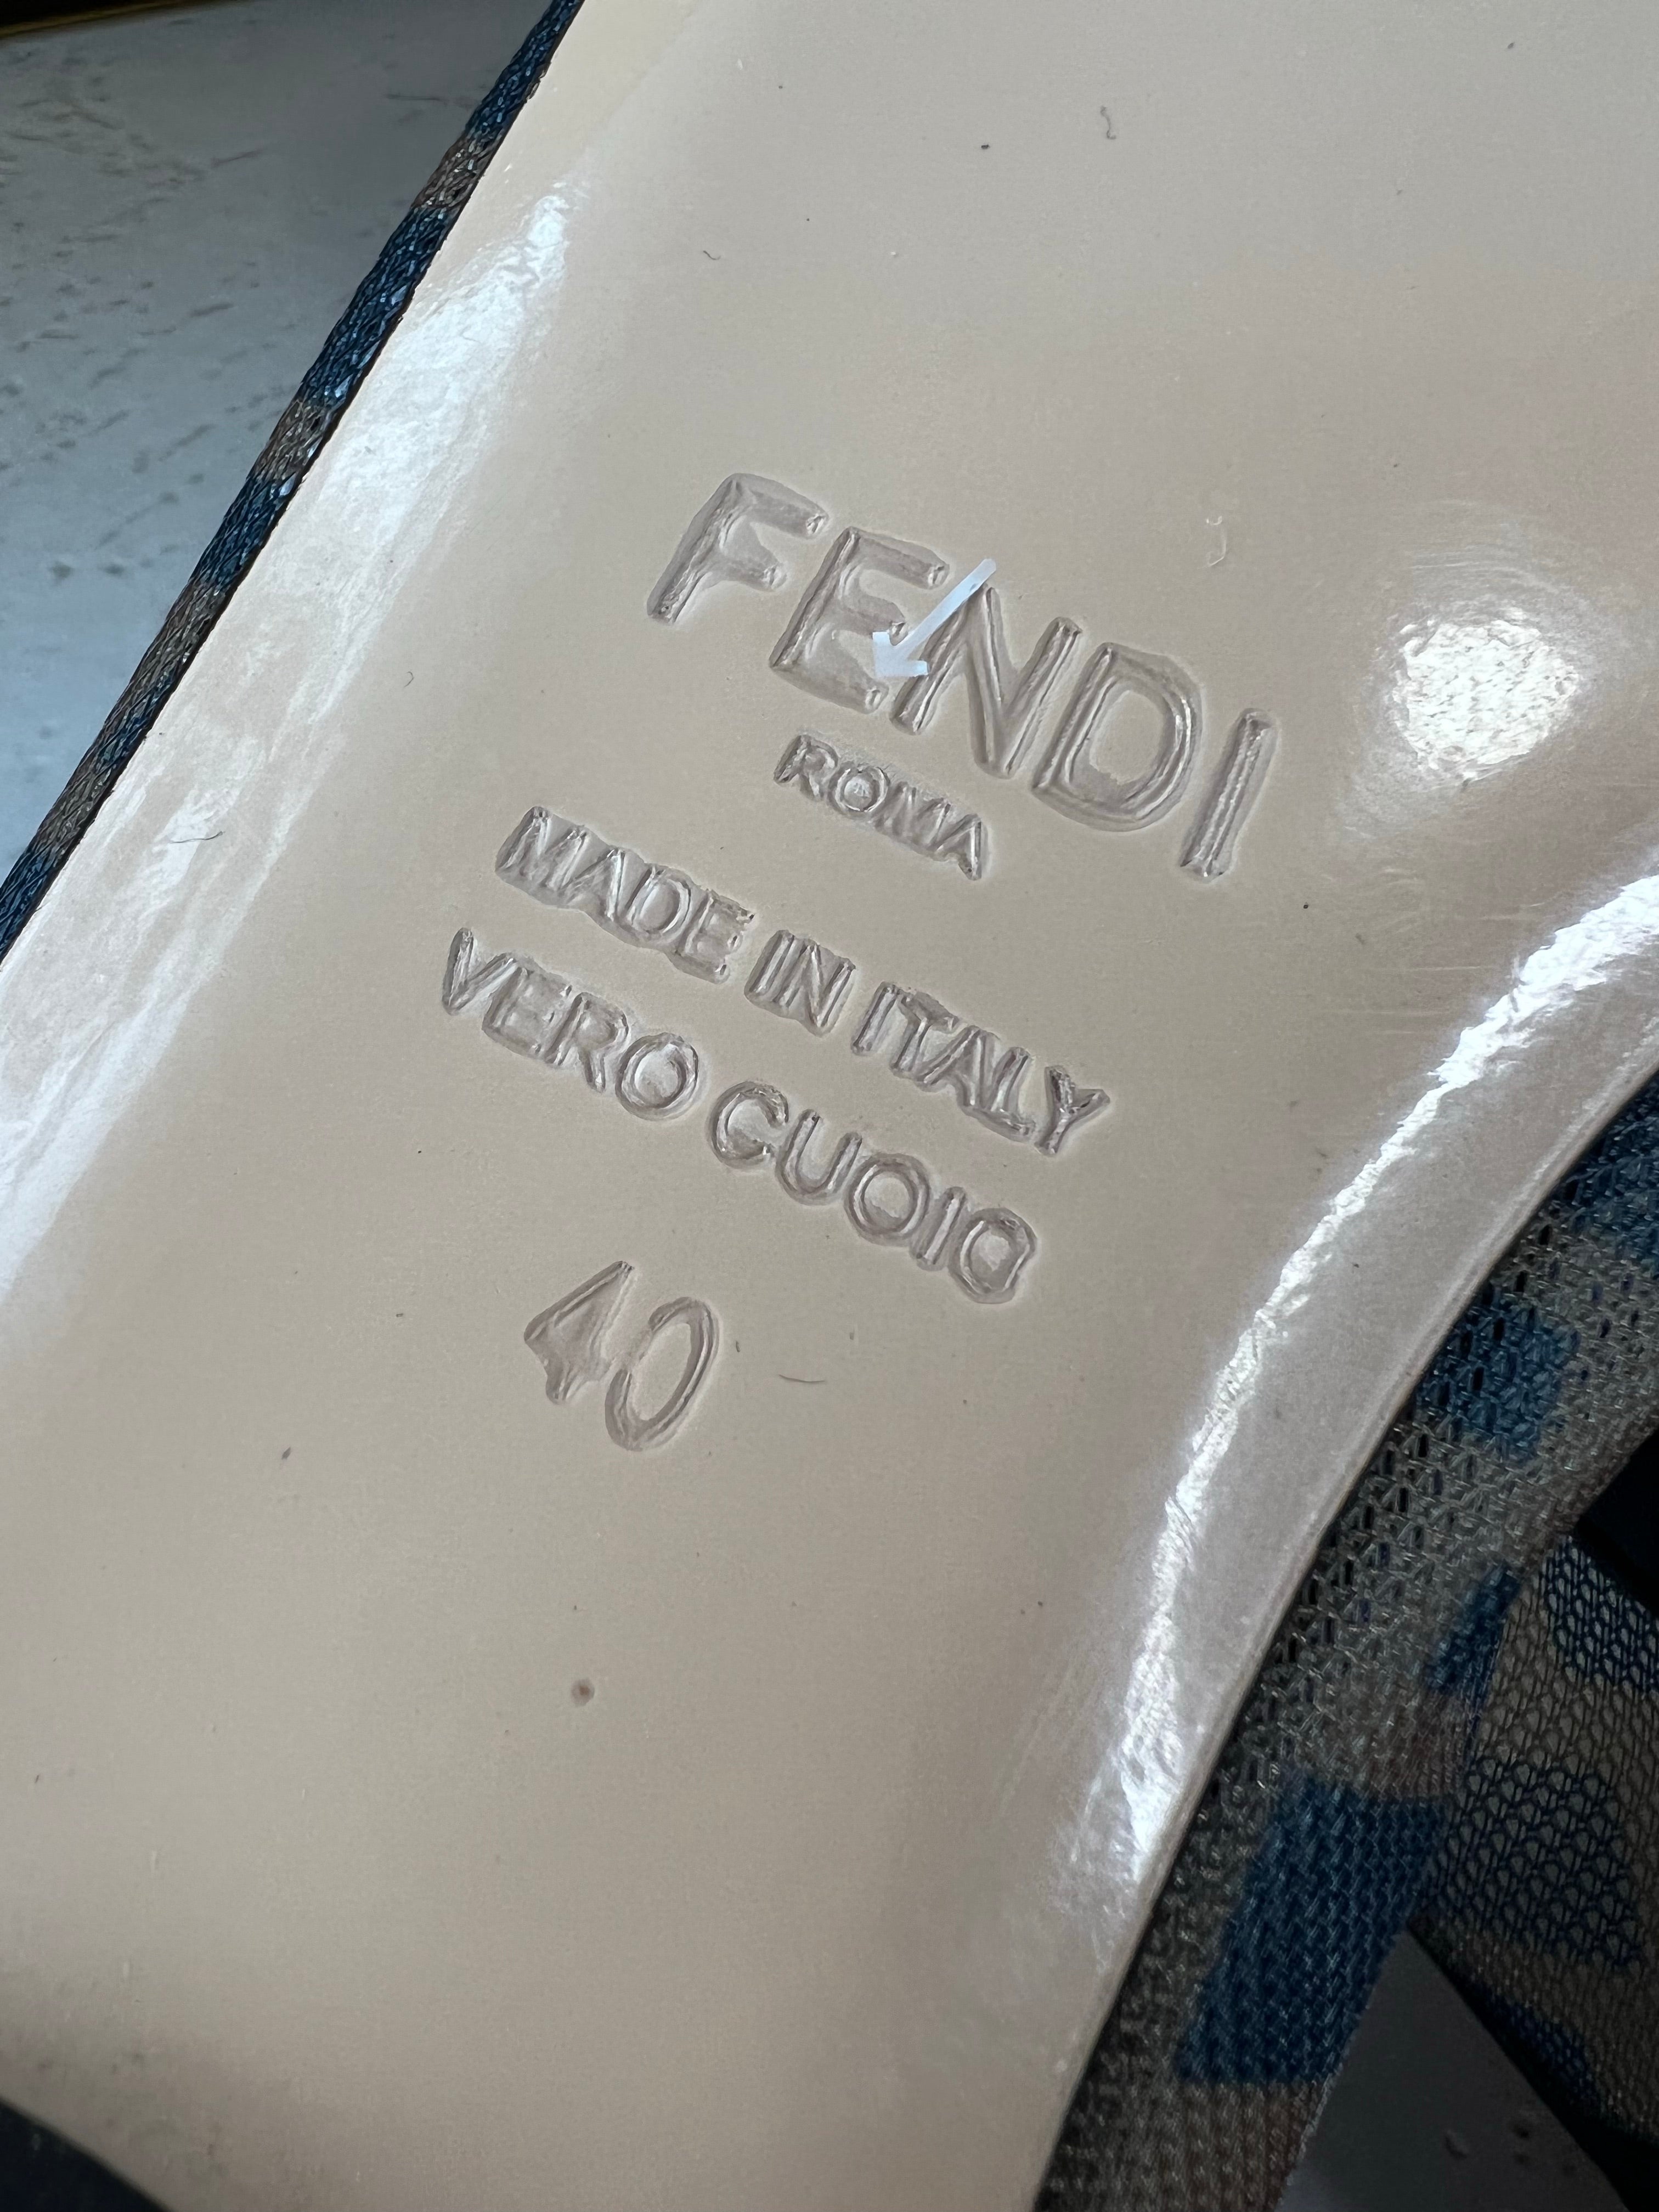 FENDI
ROMA
MADE IN ITALY
VERO CUOIO
40